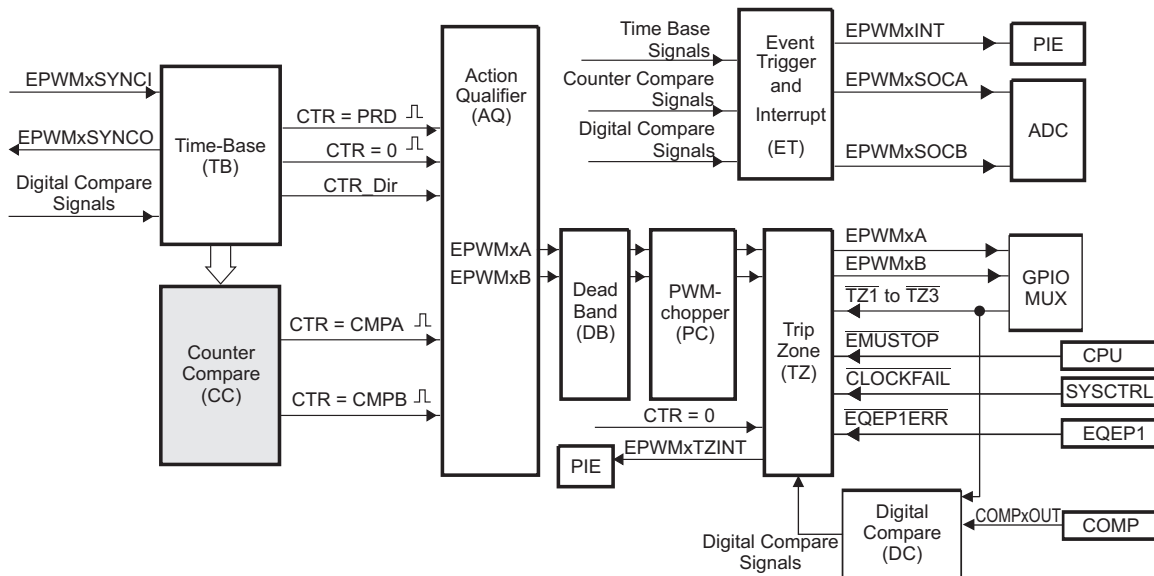 EPWMxSYNCI
EPWMxSYNCO
Digital Compare
Signals
Time-Base
(TB)
CTR = PRD
CTR = 0
CTR_Dir
Counter
Compare
(CC)
CTR = CMPA
CTR = CMPB
Action
Qualifier
(AQ)
EPWMxA
EPWMxB
Time Base
Signals
Counter Compare
Signals
Digital Compare
Signals
Event
Trigger
and
Interrupt
(ET)
EPWMxINT
EPWMxSOCA
EPWMxSOCB
PIE
ADC
Dead
Band
(DB)
PWM-
chopper
(PC)
CTR = 0
EPWMxTZINT
PIE
Trip
Zone
(TZ)
EPWMxA
EPWMxB
TZ1 to TZ3
EMUSTOP
CLOCKFAIL
EQEP1ERR
GPIO
MUX
CPU
SYSCTRL
EQEP1
Digital Compare
Signals
Digital
Compare
(DC)
COMPxOUT
COMP